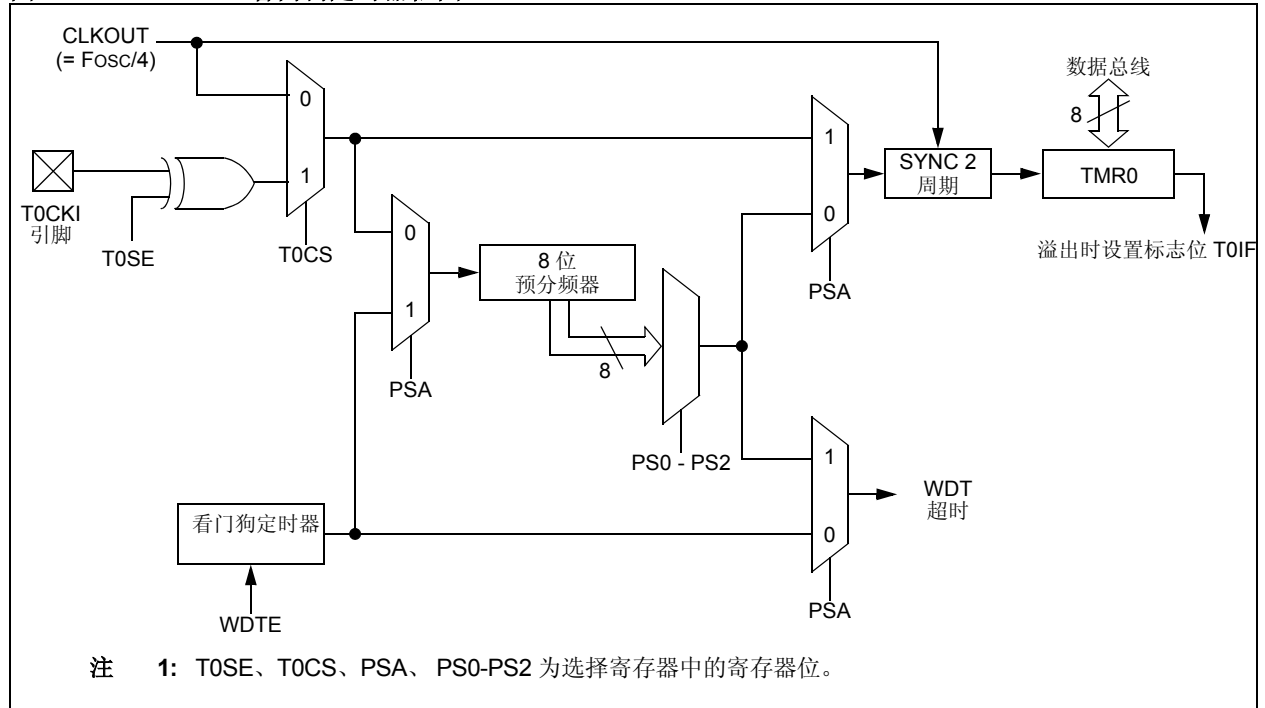 CLKOUT
(= FOSC/4)
0
1
T0CKI
引脚
T0SE
T0CS
0
1
PSA
8 位
预分频器
8
PS0 - PS2
1
0
PSA
SYNC 2
周期
数据总线
8
TMR0
溢出时设置标志位 T0IF
看门狗定时器
WDTE
1
0
PSA
WDT
超时
注 1: T0SE、T0CS、PSA、 PS0-PS2 为选择寄存器中的寄存器位。